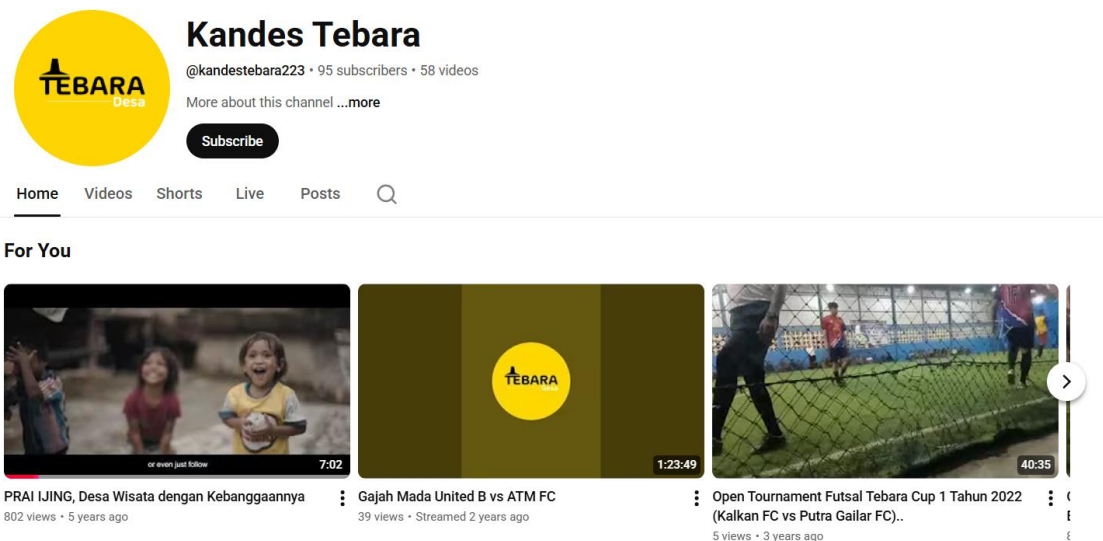 TEBARA
Desa
Kandes Tebara
@kandestebara223 • 95 subscribers • 58 videos
More about this channel ...more
Subscribe
Home Videos Shorts Live Posts
For You
or even just follow
7:02
TEBARA
Desa
1:23:49
40:35
PRAI IJING, Desa Wisata dengan Kebanggaannya
802 views • 5 years ago
Gajah Mada United B vs ATM FC
39 views • Streamed 2 years ago
Open Tournament Futsal Tebara Cup 1 Tahun 2022
(Kalkan FC vs Putra Gailar FC)..
5 views • 3 years ago